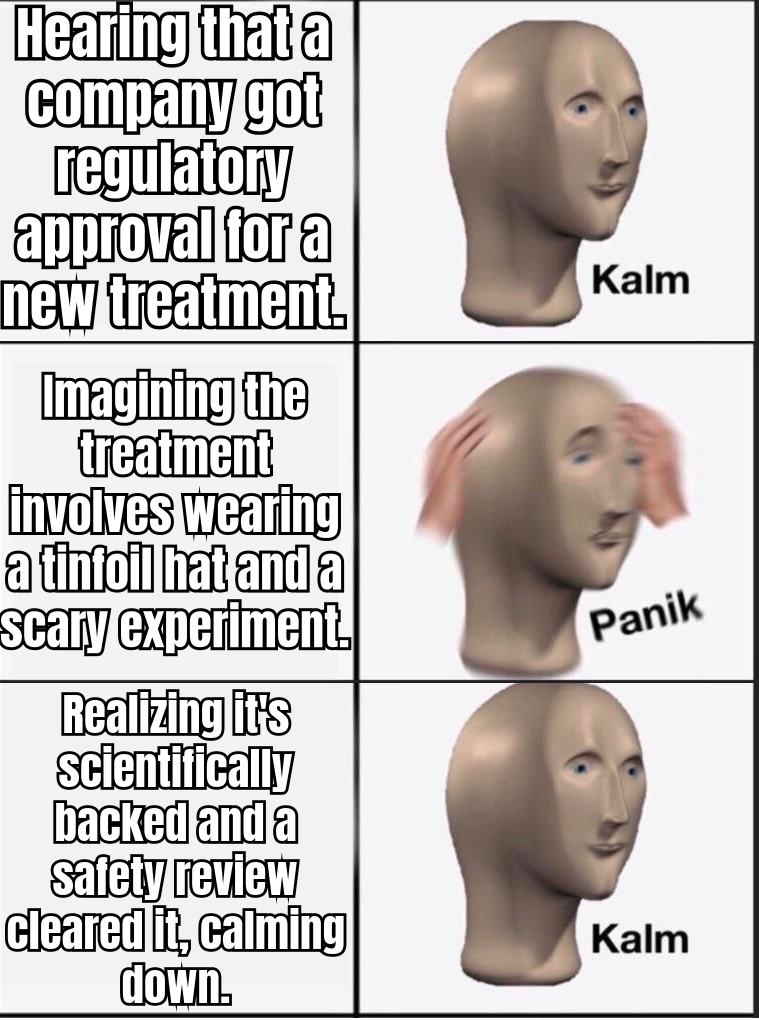 Hearing that a
company got
regulatory
approval for a
new treatment.
Kalm
Imagining the
treatment
involves wearing
a tinfoil hat and a
scary experiment.
Panik
Realizing it's
scientifically
backed and a
safety review
cleared it, calming
down.
Kalm